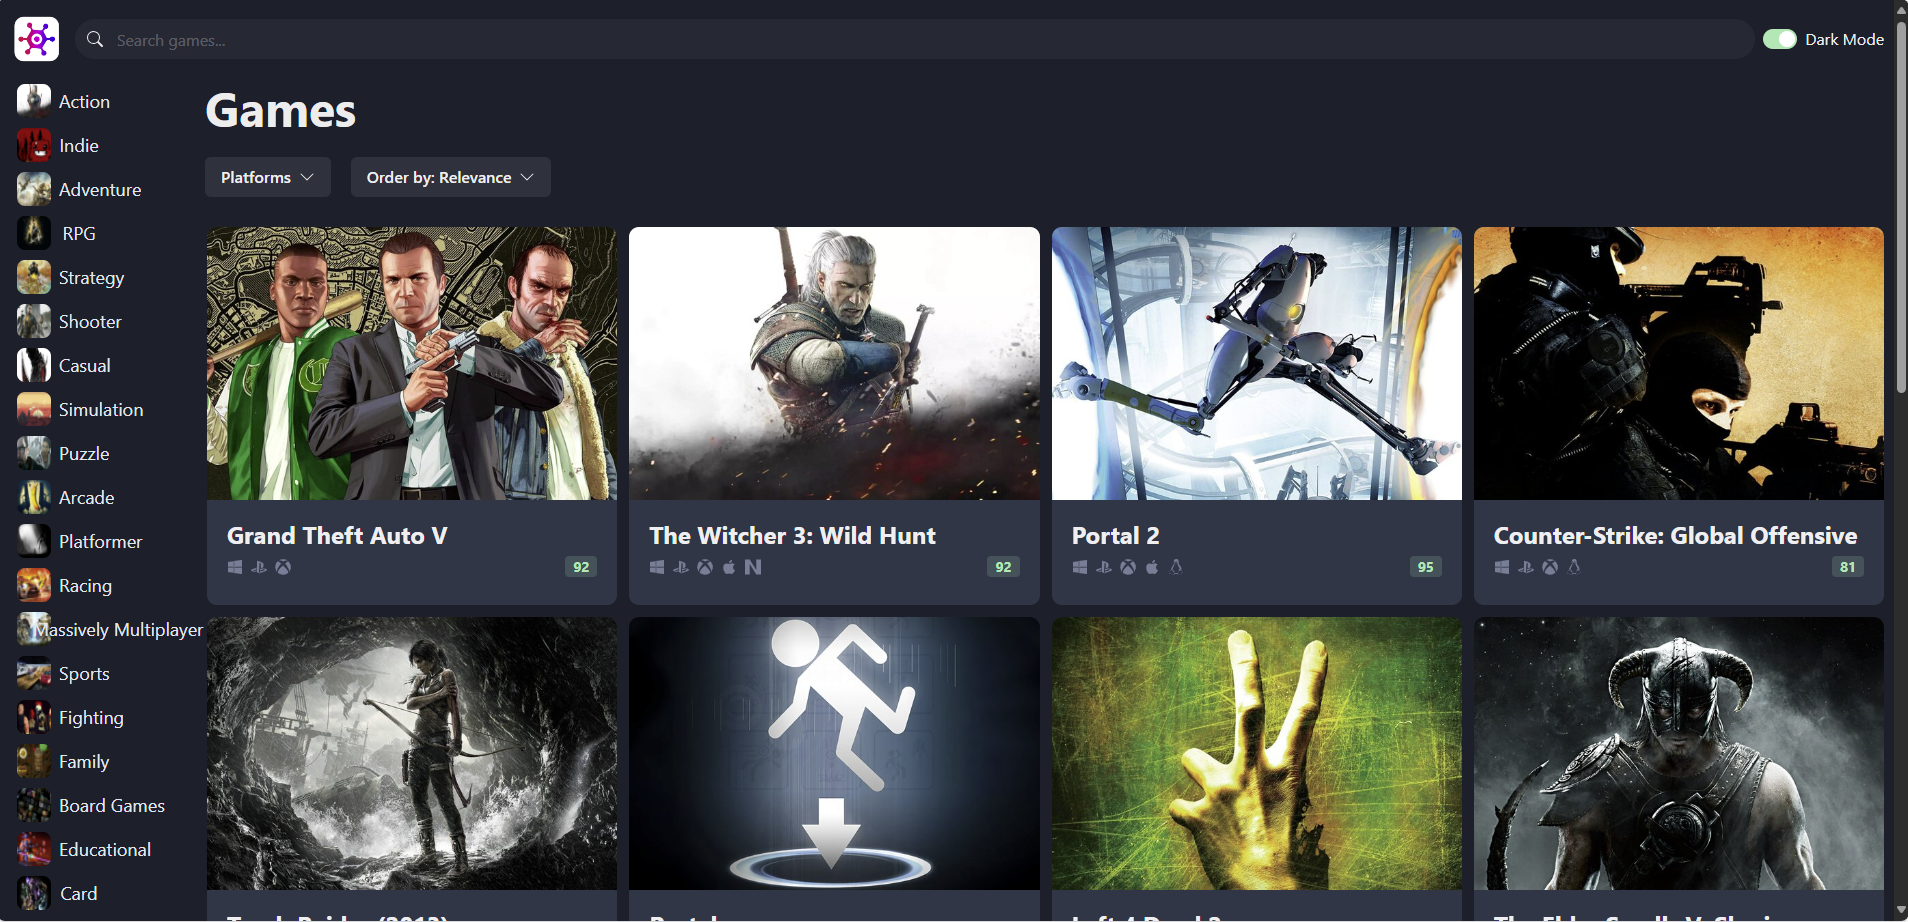 Search games...
Dark Mode
Action
Indie
Adventure
RPG
Strategy
Shooter
Casual
Simulation
Puzzle
Arcade
Platformer
Racing
Massively Multiplayer
Sports
Fighting
Family
Board Games
Educational
Card
Games
Platforms
Order by: Relevance
Grand Theft Auto V
92
The Witcher 3: Wild Hunt
92
Portal 2
95
Counter-Strike: Global Offensive
81